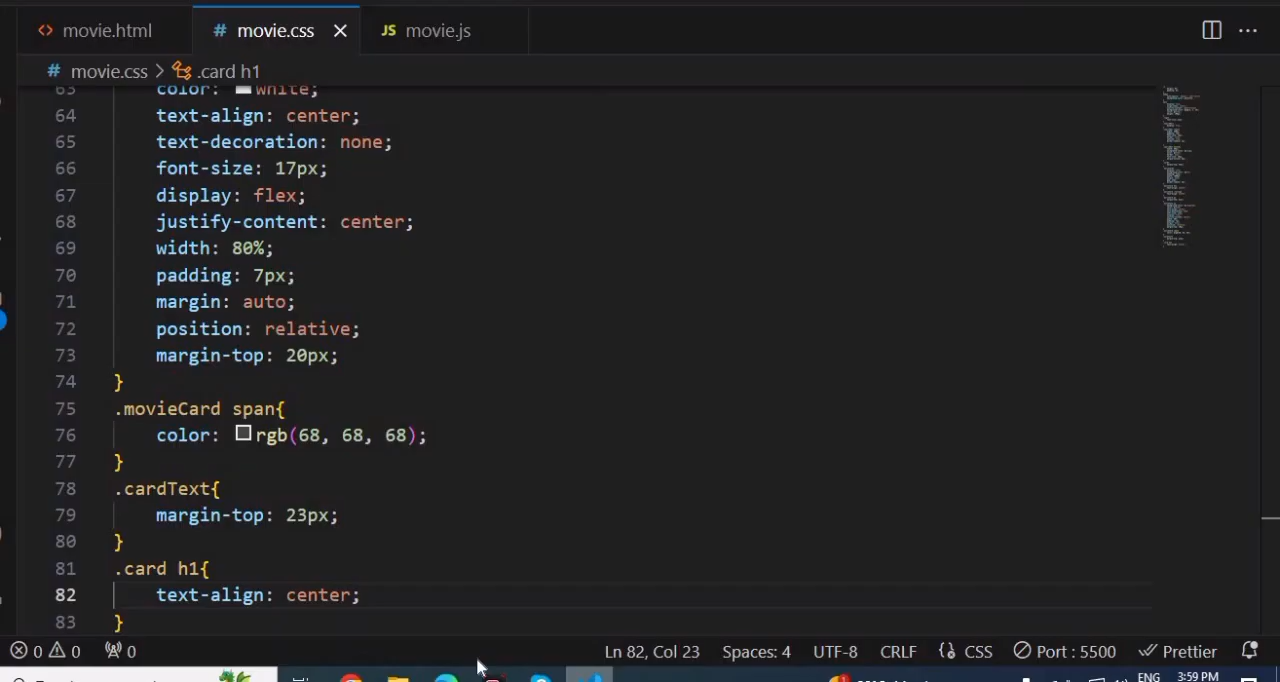 movie.html
movie.css
JS movie.js
movie.css > .card h1
63 color: white;
64 text-align: center;
65 text-decoration: none;
66 font-size: 17px;
67 display: flex;
68 justify-content: center;
69 width: 80%;
70 padding: 7px;
71 margin: auto;
72 position: relative;
73 margin-top: 20px;
74 }
75 .movieCard span{
76 color: rgb(68, 68, 68);
77 }
78 .cardText{
79 margin-top: 23px;
80 }
81 .card h1{
82 text-align: center;
83 }
0 0 0 Ln 82, Col 23 Spaces: 4 UTF-8 CRLF CSS Port : 5500 Prettier
ENG 3:59 PM